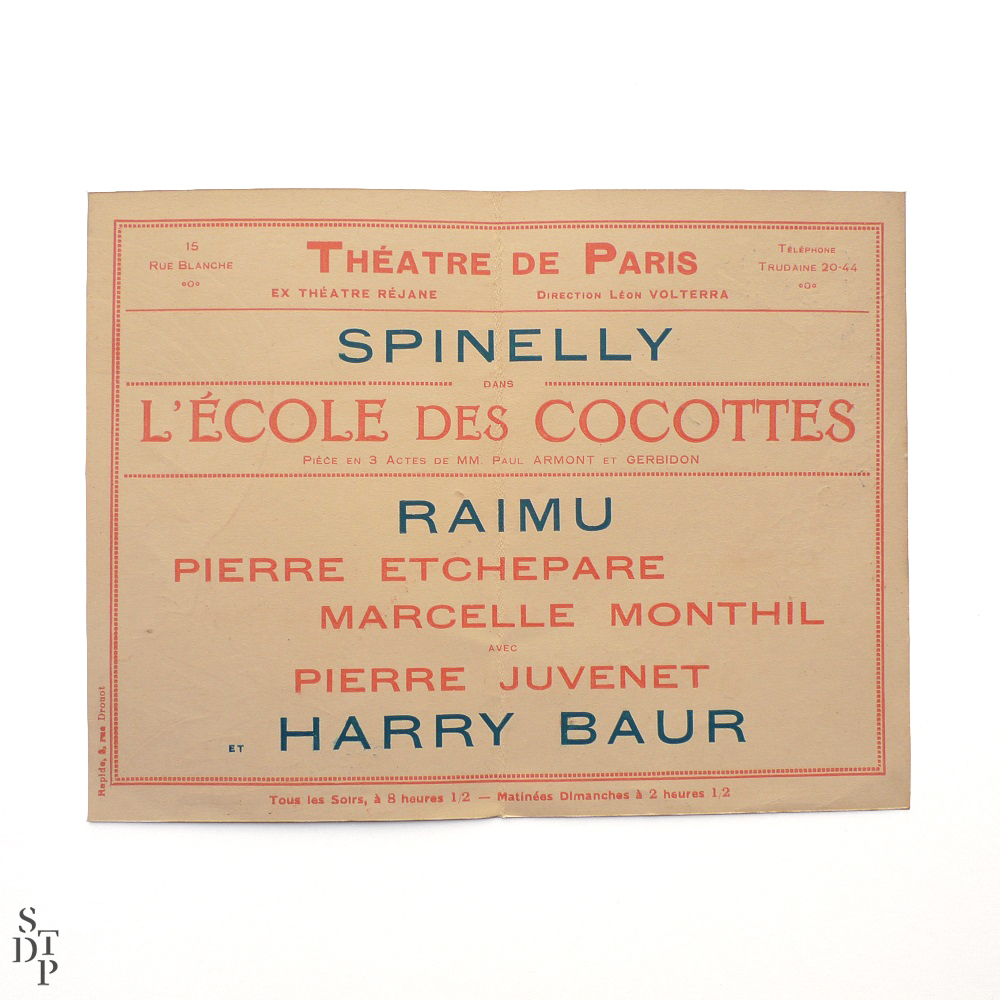 15
RUE BLANCHE
THÉATRE DE PARIS
TÉLÉPHONE
TRUDAINE 20-44
EX THÉATRE RÉJANE
DIRECTION LÉON VOLTERRA
SPINELLY
DANS
L'ÉCOLE DES COCOTTES
PIÈCE EN 3 ACTES DE MM. PAUL ARMONT ET GERBIDON
RAIMU
PIERRE ETCHEPARE
MARCELLE MONTHIL
AVEC
PIERRE JUVENET
ET HARRY BAUR
Rapide, 3, rue Drouot
Tous les Soirs, à 8 heures 1/2 — Matinées Dimanches à 2 heures 1/2
SDTP